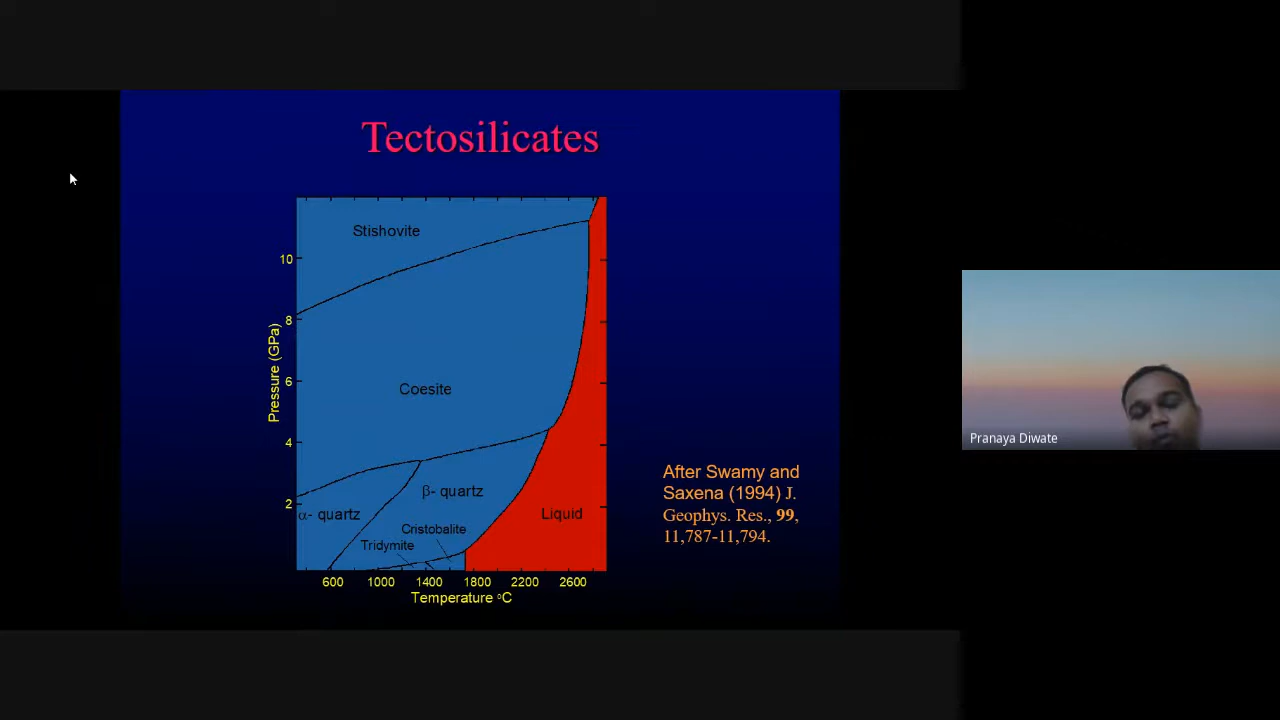 Tectosilicates
Stishovite
10
8
Pressure (GPa)
6
Coesite
4
2
β- quartz
α- quartz
Cristobalite
Tridymite
Liquid
600 1000 1400 1800 2200 2600
Temperature °C
After Swamy and
Saxena (1994) J.
Geophys. Res., 99,
11,787-11,794.
Pranaya Diwate